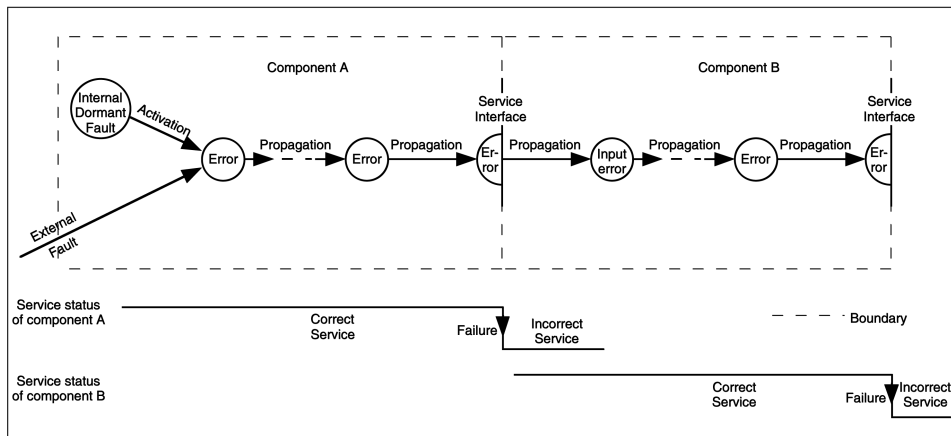 Component A
Component B
Internal
Dormant
Fault
Activation
Service
Interface
Service
Interface
Error
Propagation
Error
Propagation
Er-
ror
Propagation
Input
error
Propagation
Error
Propagation
Er-
ror
External
Fault
Service status
of component A
Correct
Service
Failure
Incorrect
Service
Boundary
Service status
of component B
Correct
Service
Failure
Incorrect
Service